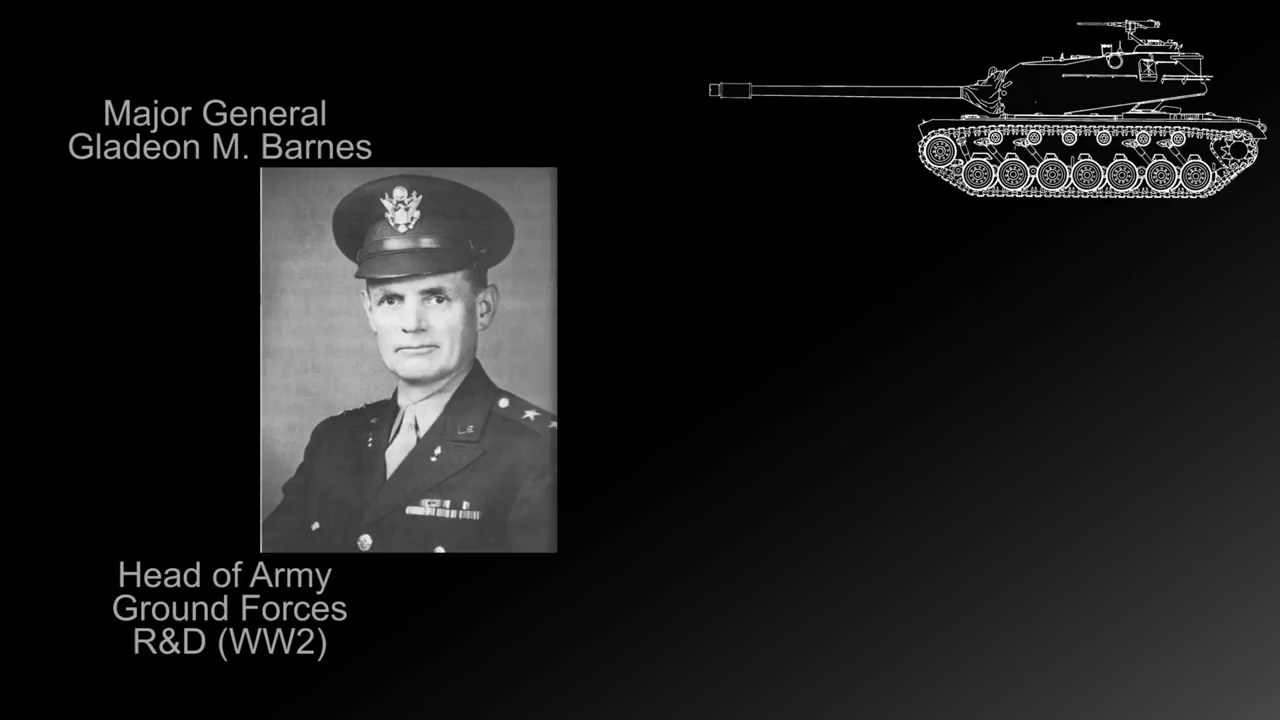 Major General
Gladeon M. Barnes
Head of Army
Ground Forces
R&D (WW2)